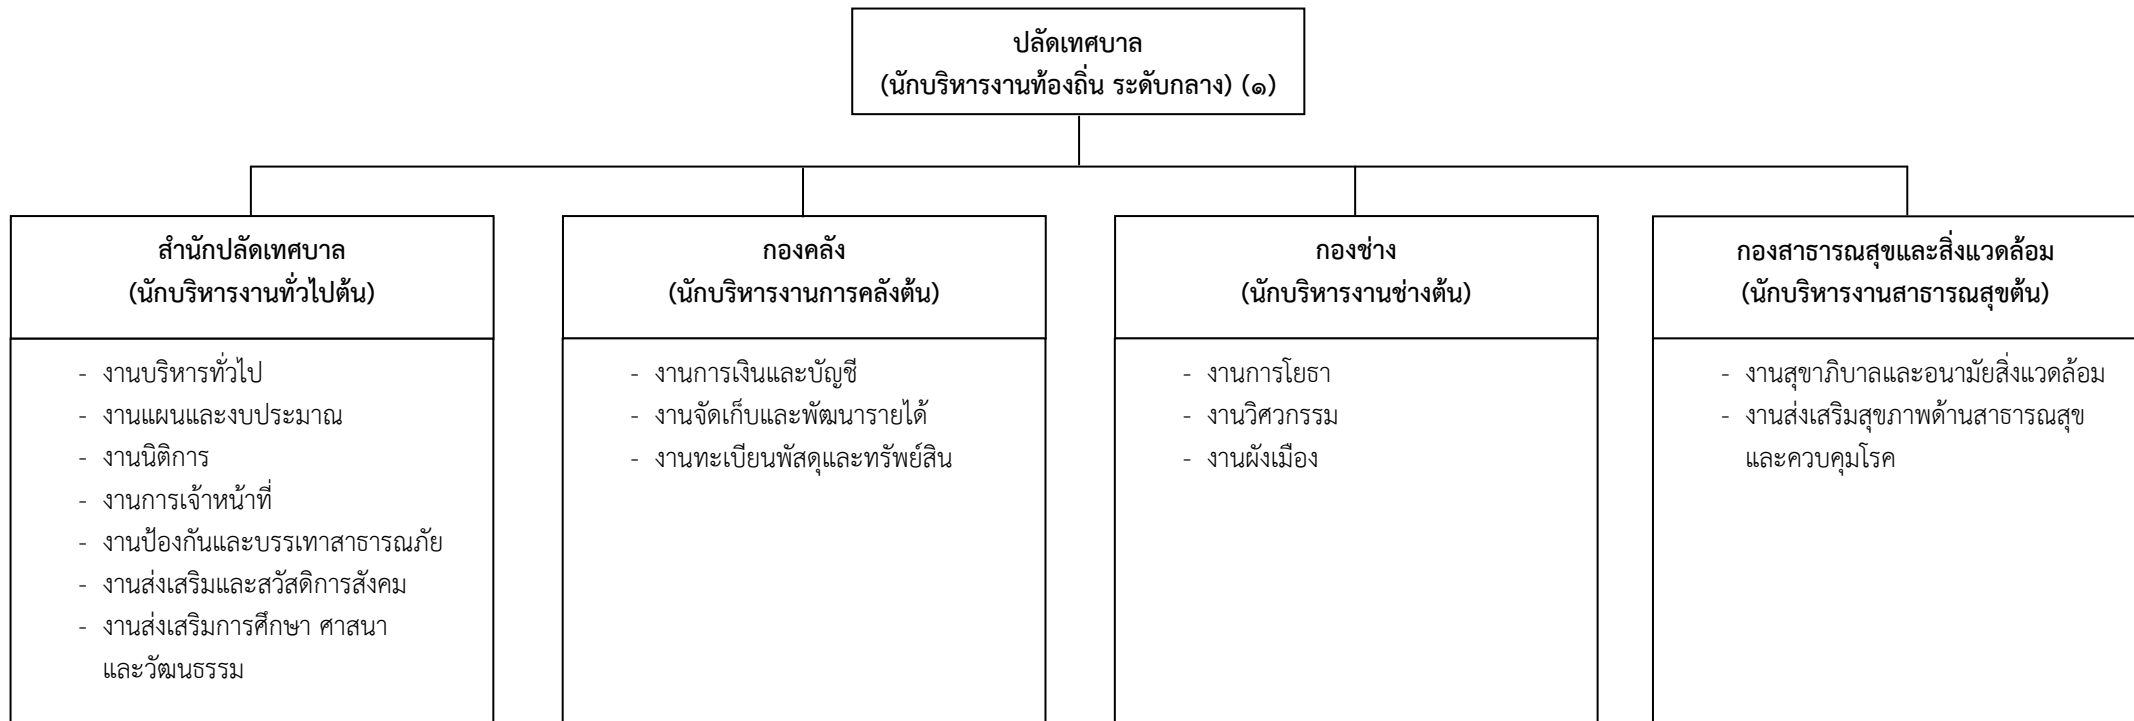 ปลัดเทศบาล
(นักบริหารงานท้องถิ่น ระดับกลาง) (๑)
สำนักปลัดเทศบาล
(นักบริหารงานทั่วไปต้น)
- งานบริหารทั่วไป
- งานแผนและงบประมาณ
- งานนิติการ
- งานการเจ้าหน้าที่
- งานป้องกันและบรรเทาสาธารณภัย
- งานส่งเสริมและสวัสดิการสังคม
- งานส่งเสริมการศึกษา ศาสนา
และวัฒนธรรม
กองคลัง
(นักบริหารงานการคลังต้น)
- งานการเงินและบัญชี
- งานจัดเก็บและพัฒนารายได้
- งานทะเบียนพัสดุและทรัพย์สิน
กองช่าง
(นักบริหารงานช่างต้น)
- งานการโยธา
- งานวิศวกรรม
- งานผังเมือง
กองสาธารณสุขและสิ่งแวดล้อม
(นักบริหารงานสาธารณสุขต้น)
- งานสุขาภิบาลและอนามัยสิ่งแวดล้อม
- งานส่งเสริมสุขภาพด้านสาธารณสุข
และควบคุมโรค